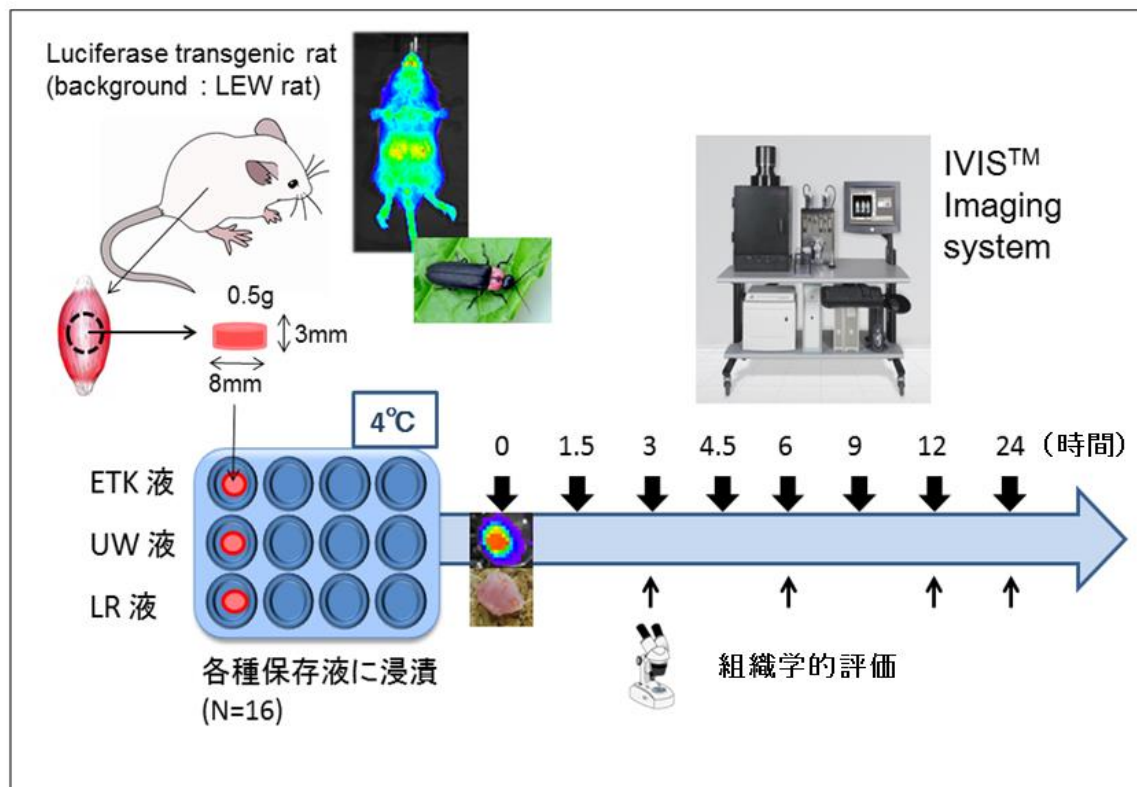 Luciferase transgenic rat
(background : LEW rat)
IVIS™
Imaging
system
0.5g
3mm
8mm
4℃
0 1.5 3 4.5 6 9 12 24 (時間)
ETK 液
UW 液
LR 液
各種保存液に浸漬
(N=16)
組織学的評価